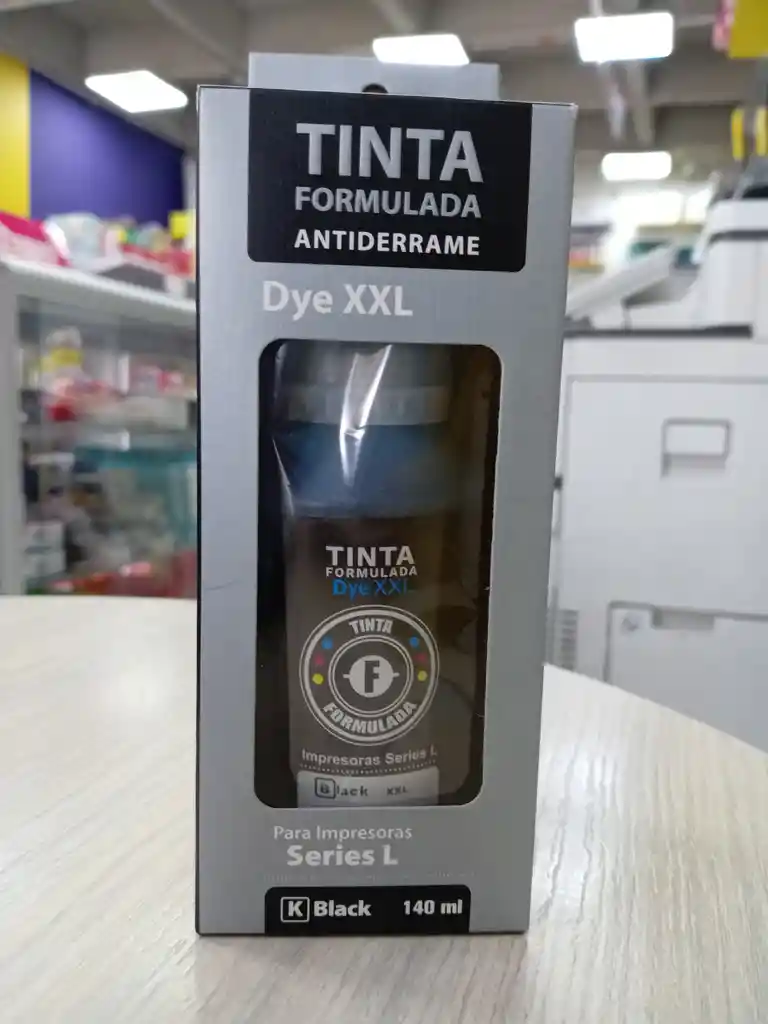 TINTA
FORMULADA
ANTIDERRAME
Dye XXL
TINTA
FORMULADA
Dye XXL
TINTA
F
FORMULADA
Impresoras Series L
Black XXL
Para Impresoras
Series L
K Black 140 ml